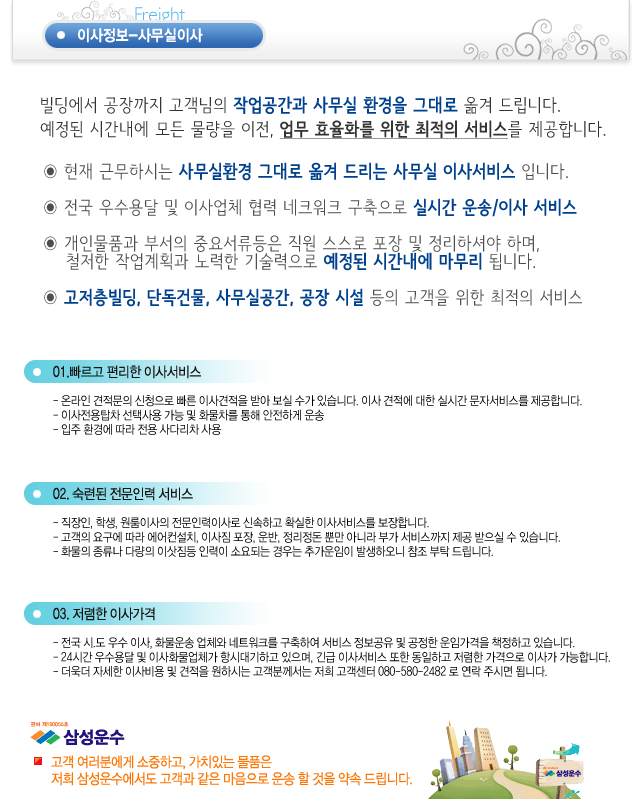 Freight
이사정보-사무실이사
빌딩에서 공장까지 고객님의 작업공간과 사무실 환경을 그대로 옮겨 드립니다.
예정된 시간내에 모든 물량을 이전, 업무 효율화를 위한 최적의 서비스를 제공합니다.
◉ 현재 근무하시는 사무실환경 그대로 옮겨 드리는 사무실 이사서비스 입니다.
◉ 전국 우수용달 및 이사업체 협력 네크워크 구축으로 실시간 운송/이사 서비스
◉ 개인물품과 부서의 중요서류등은 직원 스스로 포장 및 정리하셔야 하며,
철저한 작업계획과 노력한 기술력으로 예정된 시간내에 마무리 됩니다.
◉ 고저층빌딩, 단독건물, 사무실공간, 공장 시설 등의 고객을 위한 최적의 서비스
01.빠르고 편리한 이사서비스
- 온라인 견적문의 신청으로 빠른 이사견적을 받아 보실 수가 있습니다. 이사 견적에 대한 실시간 문자서비스를 제공합니다.
- 이사전용탑차 선택사용 가능 및 화물차를 통해 안전하게 운송
- 입주 환경에 따라 전용 사다리차 사용
02. 숙련된 전문인력 서비스
- 직장인, 학생, 원룸이사의 전문인력이사로 신속하고 확실한 이사서비스를 보장합니다.
- 고객의 요구에 따라 에어컨설치, 이사짐 포장, 운반, 정리정돈 뿐만 아니라 부가 서비스까지 제공 받으실 수 있습니다.
- 화물의 종류나 다량의 이삿짐등 인력이 소요되는 경우는 추가운임이 발생하오니 참조 부탁 드립니다.
03. 저렴한 이사가격
- 전국 시.도 우수 이사, 화물운송 업체와 네트워크를 구축하여 서비스 정보공유 및 공정한 운임가격을 책정하고 있습니다.
- 24시간 우수용달 및 이사화물업체가 항시대기하고 있으며, 긴급 이사서비스 또한 동일하고 저렴한 가격으로 이사가 가능합니다.
- 더욱더 자세한 이사비용 및 견적을 원하시는 고객분께서는 저희 고객센터 080-580-2482 로 연락 주시면 됩니다.
삼성운수
고객 여러분에게 소중하고, 가치있는 물품은
저희 삼성운수에서도 고객과 같은 마음으로 운송 할 것을 약속 드립니다.
삼성운수